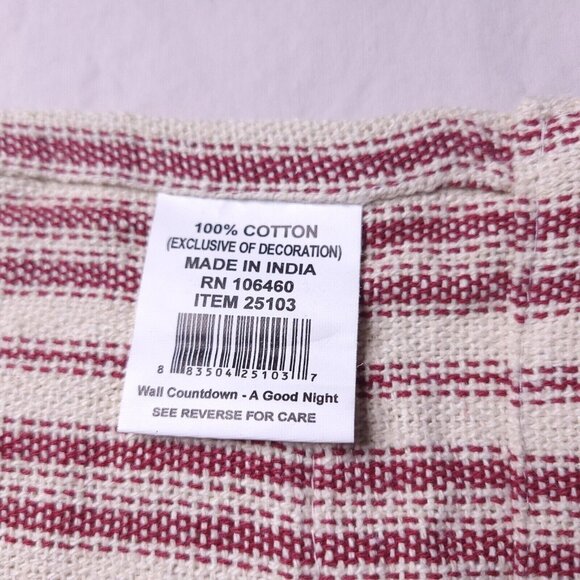 100% COTTON
(EXCLUSIVE OF DECORATION)
MADE IN INDIA
RN 106460
ITEM 25103
8 83504 25103 7
Wall Countdown - A Good Night
SEE REVERSE FOR CARE